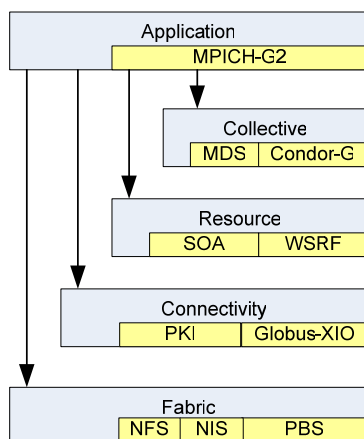 Application
MPICH-G2
Collective
MDS Condor-G
Resource
SOA WSRF
Connectivity
PKI Globus-XIO
Fabric
NFS NIS PBS